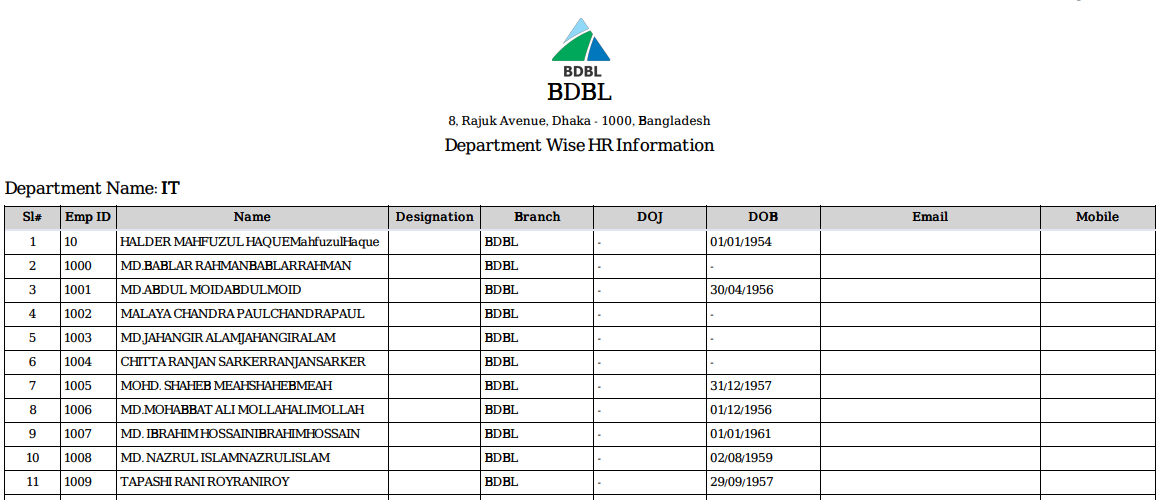 BDBL
BDBL
8, Rajuk Avenue, Dhaka - 1000, Bangladesh
Department Wise HR Information
Department Name: IT
Sl# Emp ID Name Designation Branch DOJ DOB Email Mobile
1 10 HALDER MAHFUZUL HAQUEMahfuzulHaque BDBL - 01/01/1954
2 1000 MD.BABLAR RAHMANBABLARRAHMAN BDBL - -
3 1001 MD.ABDUL MOIDABDULMOID BDBL - 30/04/1956
4 1002 MALAYA CHANDRA PAULCHANDRAPAUL BDBL - -
5 1003 MD.JAHANGIR ALAMJAHANGIRALAM BDBL - -
6 1004 CHITTA RANJAN SARKERRANJANSARKER BDBL - -
7 1005 MOHD. SHAHEB MEAHSHAHEBMEAH BDBL - 31/12/1957
8 1006 MD.MOHABBAT ALI MOLLAHALIMOLLAH BDBL - 01/12/1956
9 1007 MD. IBRAHIM HOSSAINIBRAHIMHOSSAIN BDBL - 01/01/1961
10 1008 MD. NAZRUL ISLAMNAZRULISLAM BDBL - 02/08/1959
11 1009 TAPASHI RANI ROYRANIROY BDBL - 29/09/1957